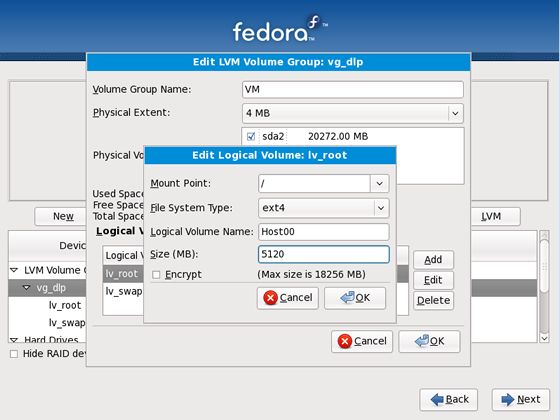 fedora
Edit LVM Volume Group: vg_dlp
Volume Group Name: VM
Physical Extent: 4 MB
sda2 20272.00 MB
Physical Vo
Edit Logical Volume: lv_root
Mount Point: /
File System Type: ext4
Logical Volume Name: Host00
Size (MB): 5120
Encrypt (Max size is 18256 MB)
Cancel OK
Used Space
Free Space
Total Space
New LVM
Logical V
Logical
lv_root
lv_swa
Add
Edit
Delete
Devic
LVM Volume G
vg_dlp
lv_root
lv_swap
Hard Drives
Hide RAID dev
Cancel OK
Back Next